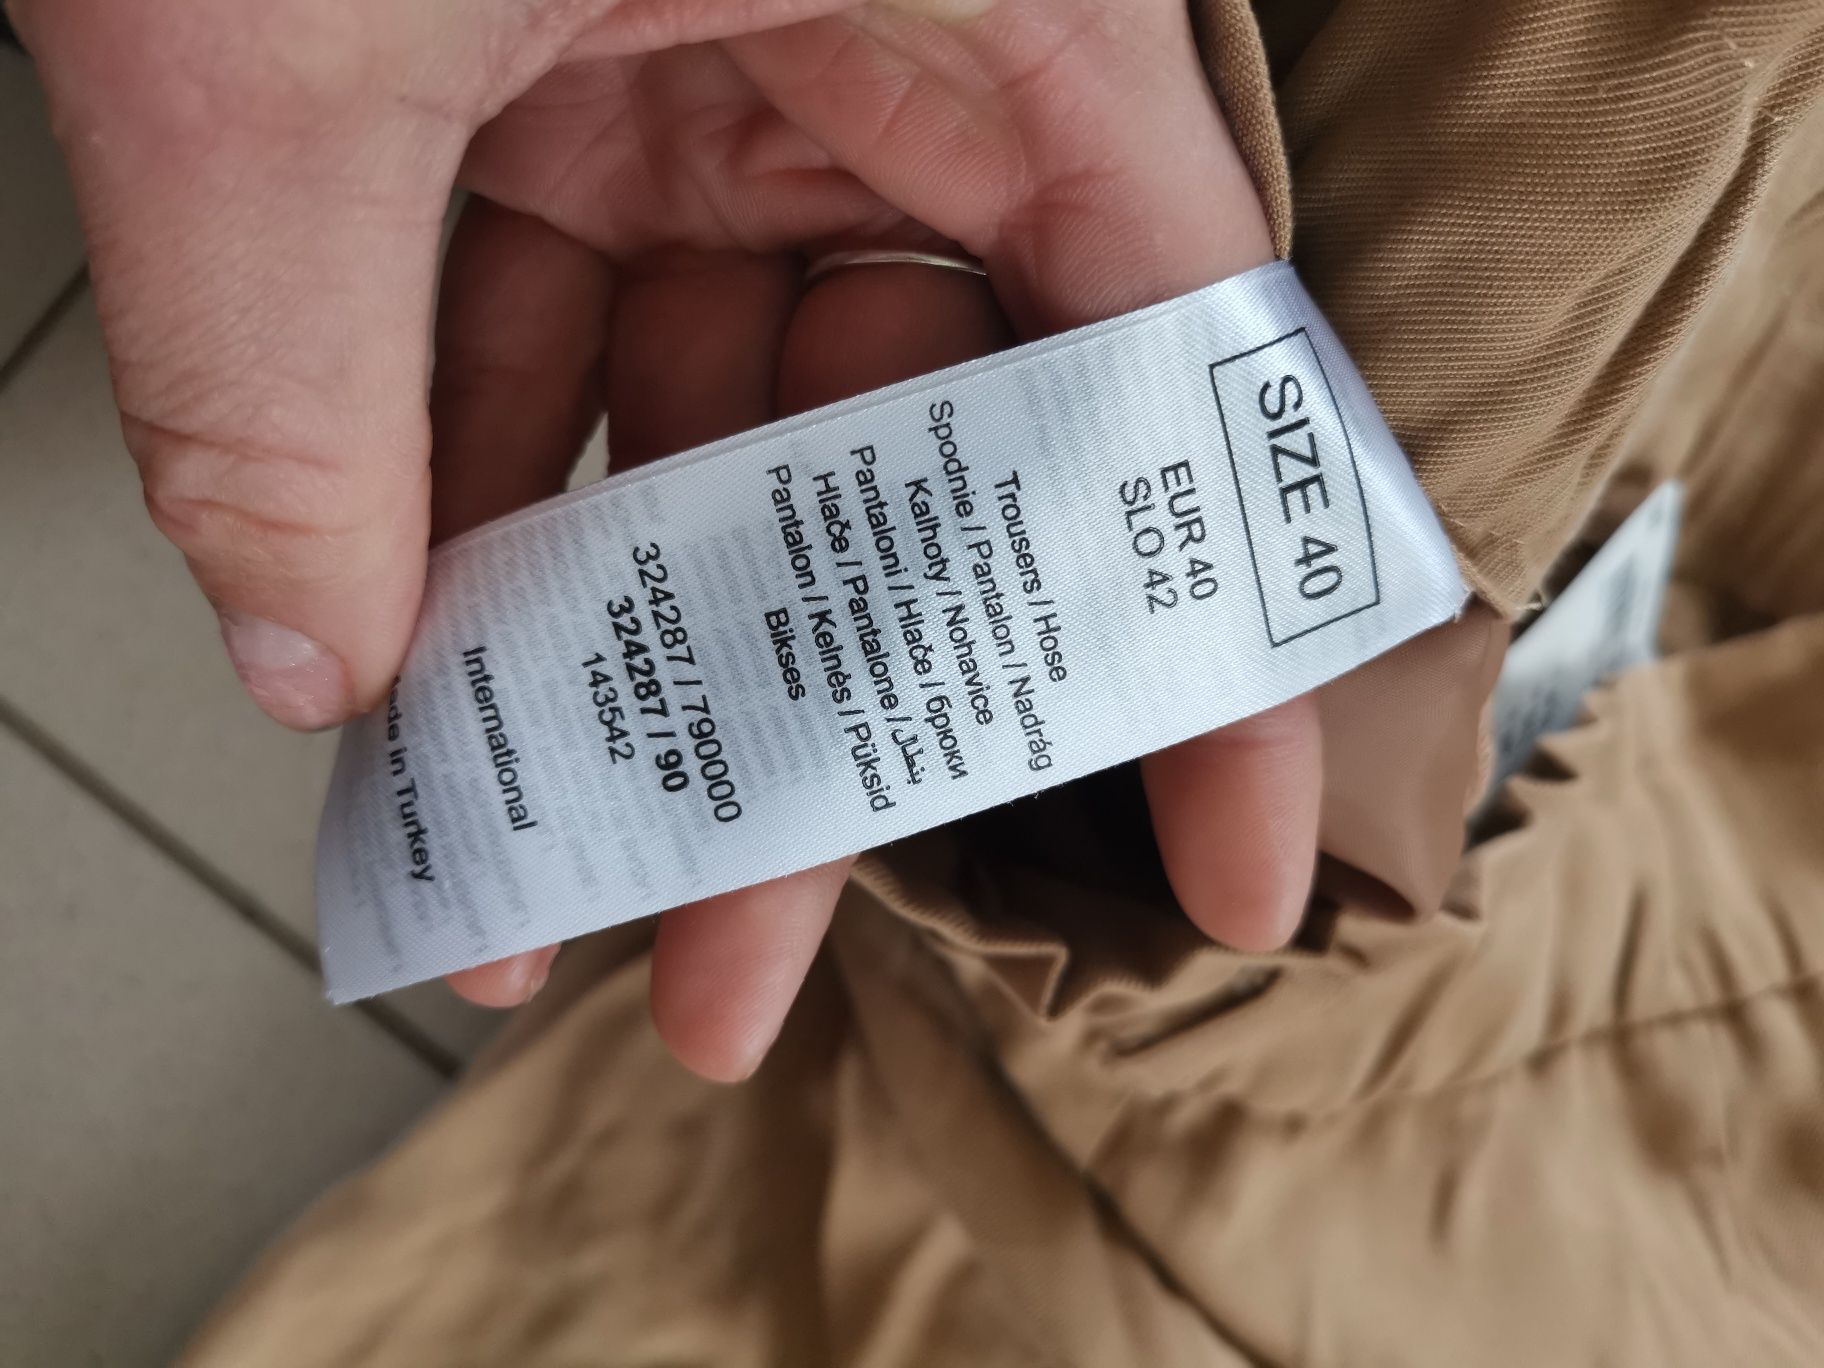 SIZE 40
EUR 40
SLO 42
Trousers / Hose
Spodnie / Pantalon / Nadrág
Kalhoty / Nohavice
Pantaloni / Hlače / брюки
Hlače / Pantalone / بنطال
Pantalon / Kelnės / Püksid
Bikses
324287 / 790000
324287 / 90
143542
International
in Turkey